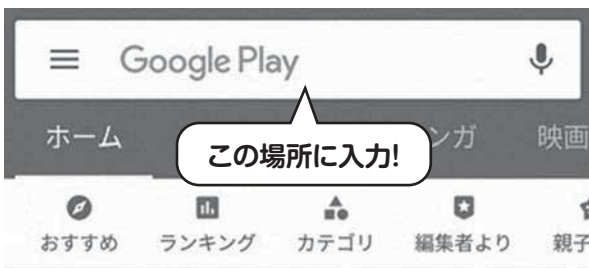 Google Play
ホーム
ンガ
映画
この場所に入力!
おすすめ
ランキング
カテゴリ
編集者より
親子